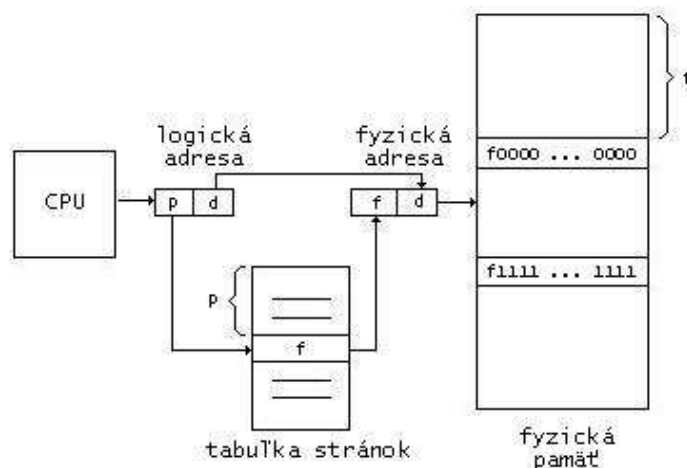 logická
adresa
fyzická
adresa
CPU
p d
f d
f0000 ... 0000
f1111 ... 1111
f
p
f
tabuľka stránok
fyzická
pamäť